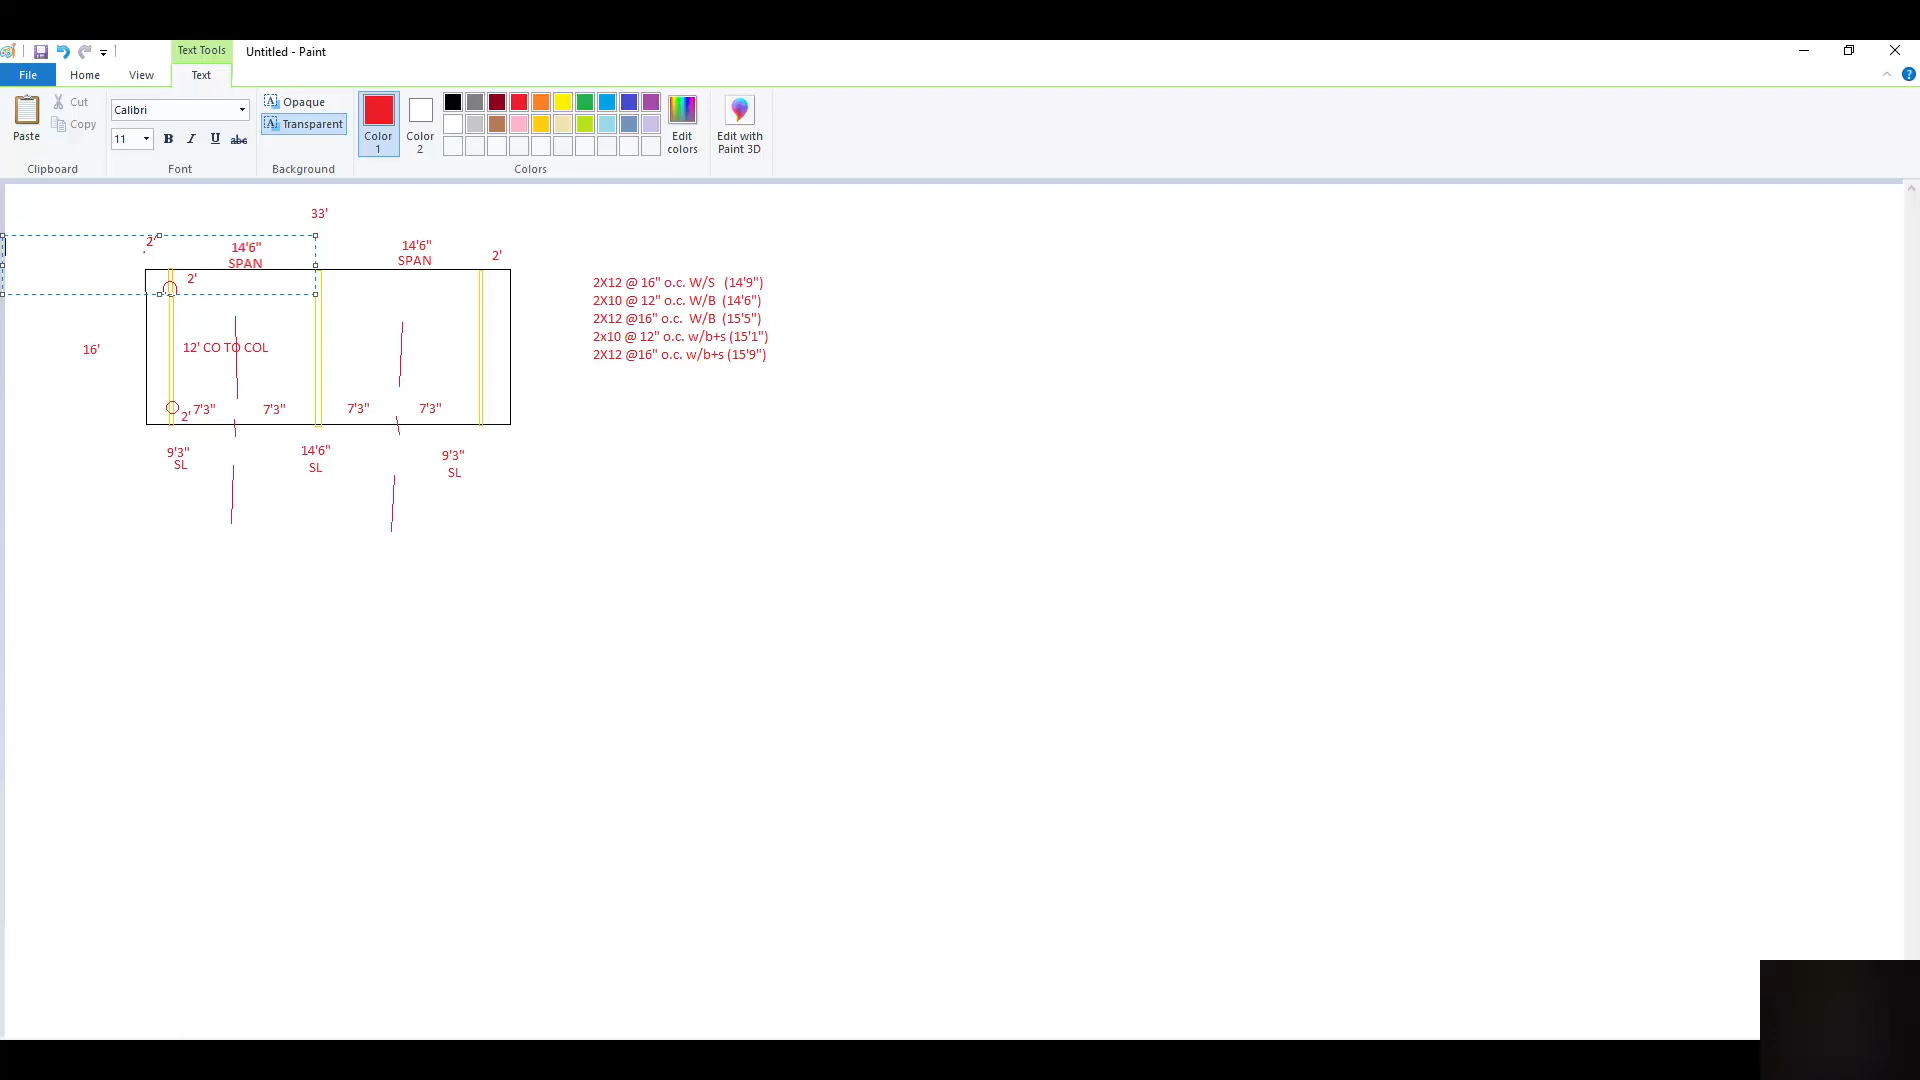 Text Tools
Untitled - Paint
File
Home
View
Text
Paste
Cut
Copy
Clipboard
Calibri
11
B
I
U
abc
Font
Opaque
Transparent
Background
Color
1
Color
2
Colors
Edit
colors
Edit with
Paint 3D
33'
2'
14'6"
SPAN
14'6"
SPAN
2'
2'
16'
12' CO TO COL
2'
7'3"
7'3"
7'3"
7'3"
9'3"
SL
14'6"
SL
9'3"
SL
2X12 @ 16" o.c. W/S (14'9")
2X10 @ 12" o.c. W/B (14'6")
2X12 @16" o.c. W/B (15'5")
2x10 @ 12" o.c. w/b+s (15'1")
2X12 @16" o.c. w/b+s (15'9")